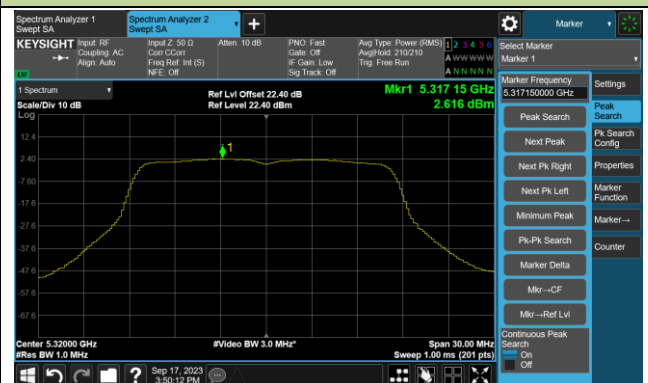 Spectrum Analyzer 1
Swept SA
Spectrum Analyzer 2
Swept SA
+
Marker
KEYSIGHT
Input: RF
Coupling: AC
Align: Auto
Input Z: 50 Ω
Corr CCorr
Freq Ref: Int (S)
NFE: Off
Atten: 10 dB
PNO: Fast
Gate: Off
IF Gain: Low
Sig Track: Off
Avg Type: Power (RMS)
Avg|Hold: 210/210
Trig: Free Run
1 2 3 4 5 6
A W W W W W
A N N N N N
LXI
Select Marker
Marker 1
1 Spectrum
Scale/Div 10 dB
Ref Lvl Offset 22.40 dB
Ref Level 22.40 dBm
Mkr1 5.317 15 GHz
2.616 dBm
Log
12.4
2.40
-7.60
-17.6
-27.6
-37.6
-47.6
-57.6
-67.6
1
Center 5.32000 GHz
#Res BW 1.0 MHz
#Video BW 3.0 MHz*
Span 30.00 MHz
Sweep 1.00 ms (201 pts)
Marker Frequency
5.317150000 GHz
Peak Search
Next Peak
Next Pk Right
Next Pk Left
Minimum Peak
Pk-Pk Search
Marker Delta
Mkr→CF
Mkr→Ref Lvl
Continuous Peak
Search
On
Off
Settings
Peak
Search
Pk Search
Config
Properties
Marker
Function
Marker→
Counter
?
Sep 17, 2023
3:50:12 PM